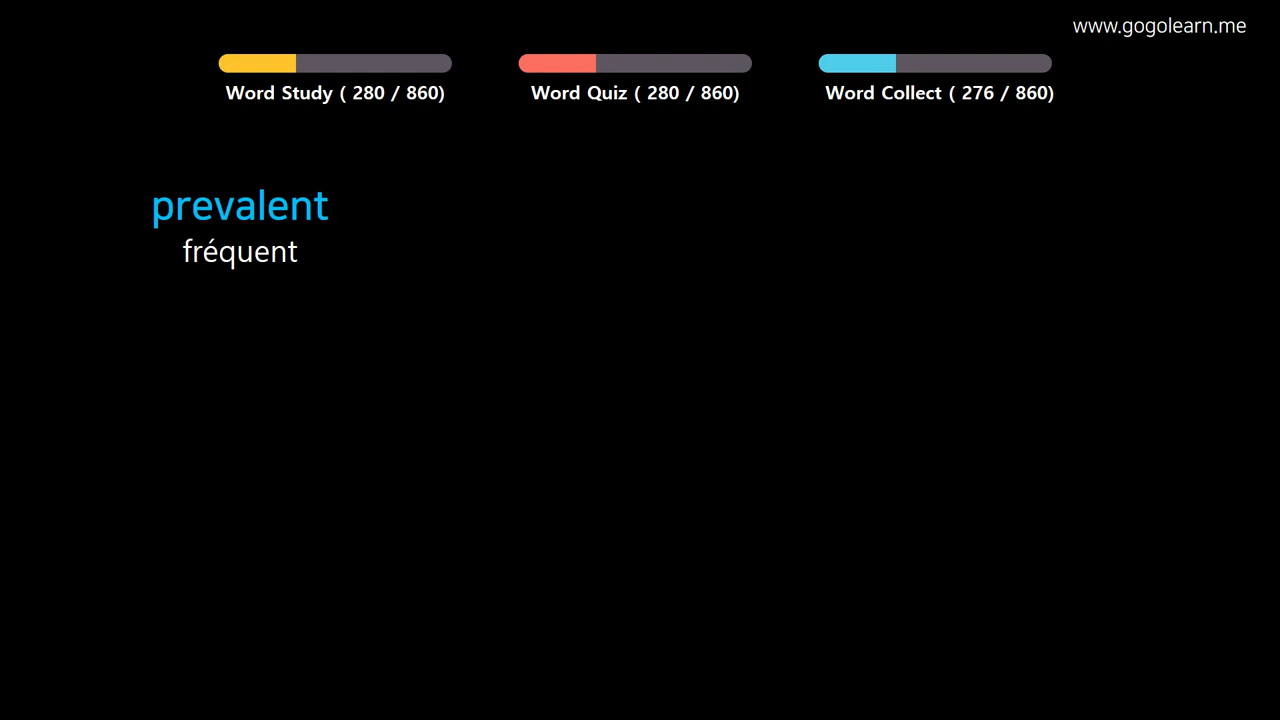 www.gogolearn.me
Word Study ( 280 / 860)
Word Quiz ( 280 / 860)
Word Collect ( 276 / 860)
prevalent
fréquent